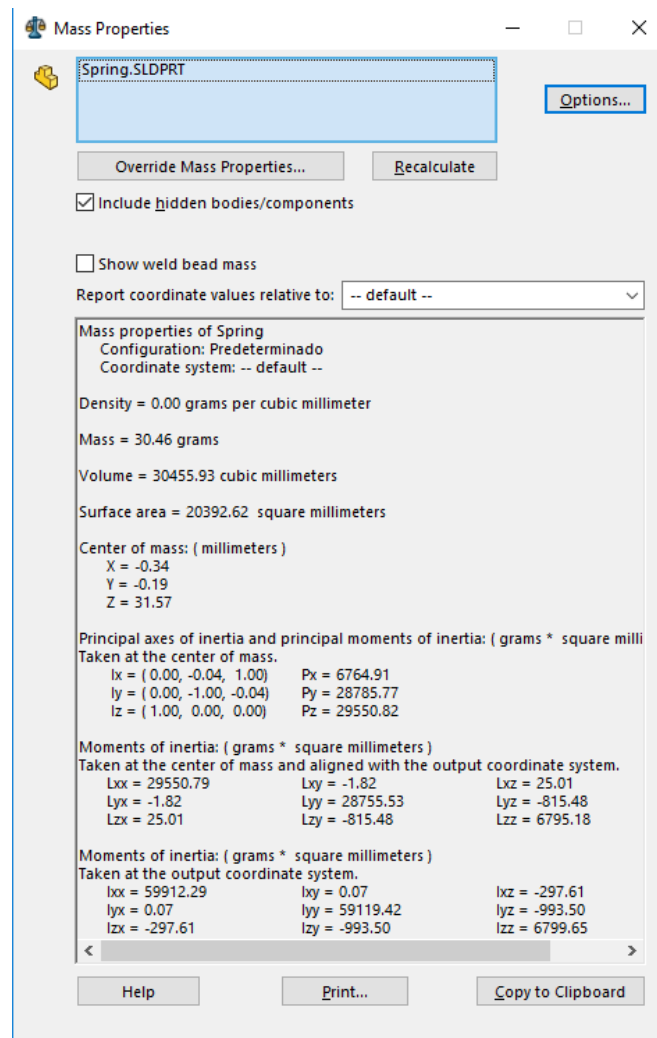 Mass Properties
Spring.SLDPRT
Options...
Override Mass Properties...
Recalculate
Include hidden bodies/components
Show weld bead mass
Report coordinate values relative to: -- default --
Mass properties of Spring
Configuration: Predeterminado
Coordinate system: -- default --
Density = 0.00 grams per cubic millimeter
Mass = 30.46 grams
Volume = 30455.93 cubic millimeters
Surface area = 20392.62 square millimeters
Center of mass: ( millimeters )
X = -0.34
Y = -0.19
Z = 31.57
Principal axes of inertia and principal moments of inertia: ( grams * square milli
Taken at the center of mass.
Ix = ( 0.00, -0.04, 1.00) Px = 6764.91
Iy = ( 0.00, -1.00, -0.04) Py = 28785.77
Iz = ( 1.00, 0.00, 0.00) Pz = 29550.82
Moments of inertia: ( grams * square millimeters )
Taken at the center of mass and aligned with the output coordinate system.
Lxx = 29550.79 Lxy = -1.82 Lxz = 25.01
Lyx = -1.82 Lyy = 28755.53 Lyz = -815.48
Lzx = 25.01 Lzy = -815.48 Lzz = 6795.18
Moments of inertia: ( grams * square millimeters )
Taken at the output coordinate system.
Ixx = 59912.29 Ixy = 0.07 Ixz = -297.61
Iyx = 0.07 Iyy = 59119.42 Iyz = -993.50
Izx = -297.61 Izy = -993.50 Izz = 6799.65
Help
Print...
Copy to Clipboard